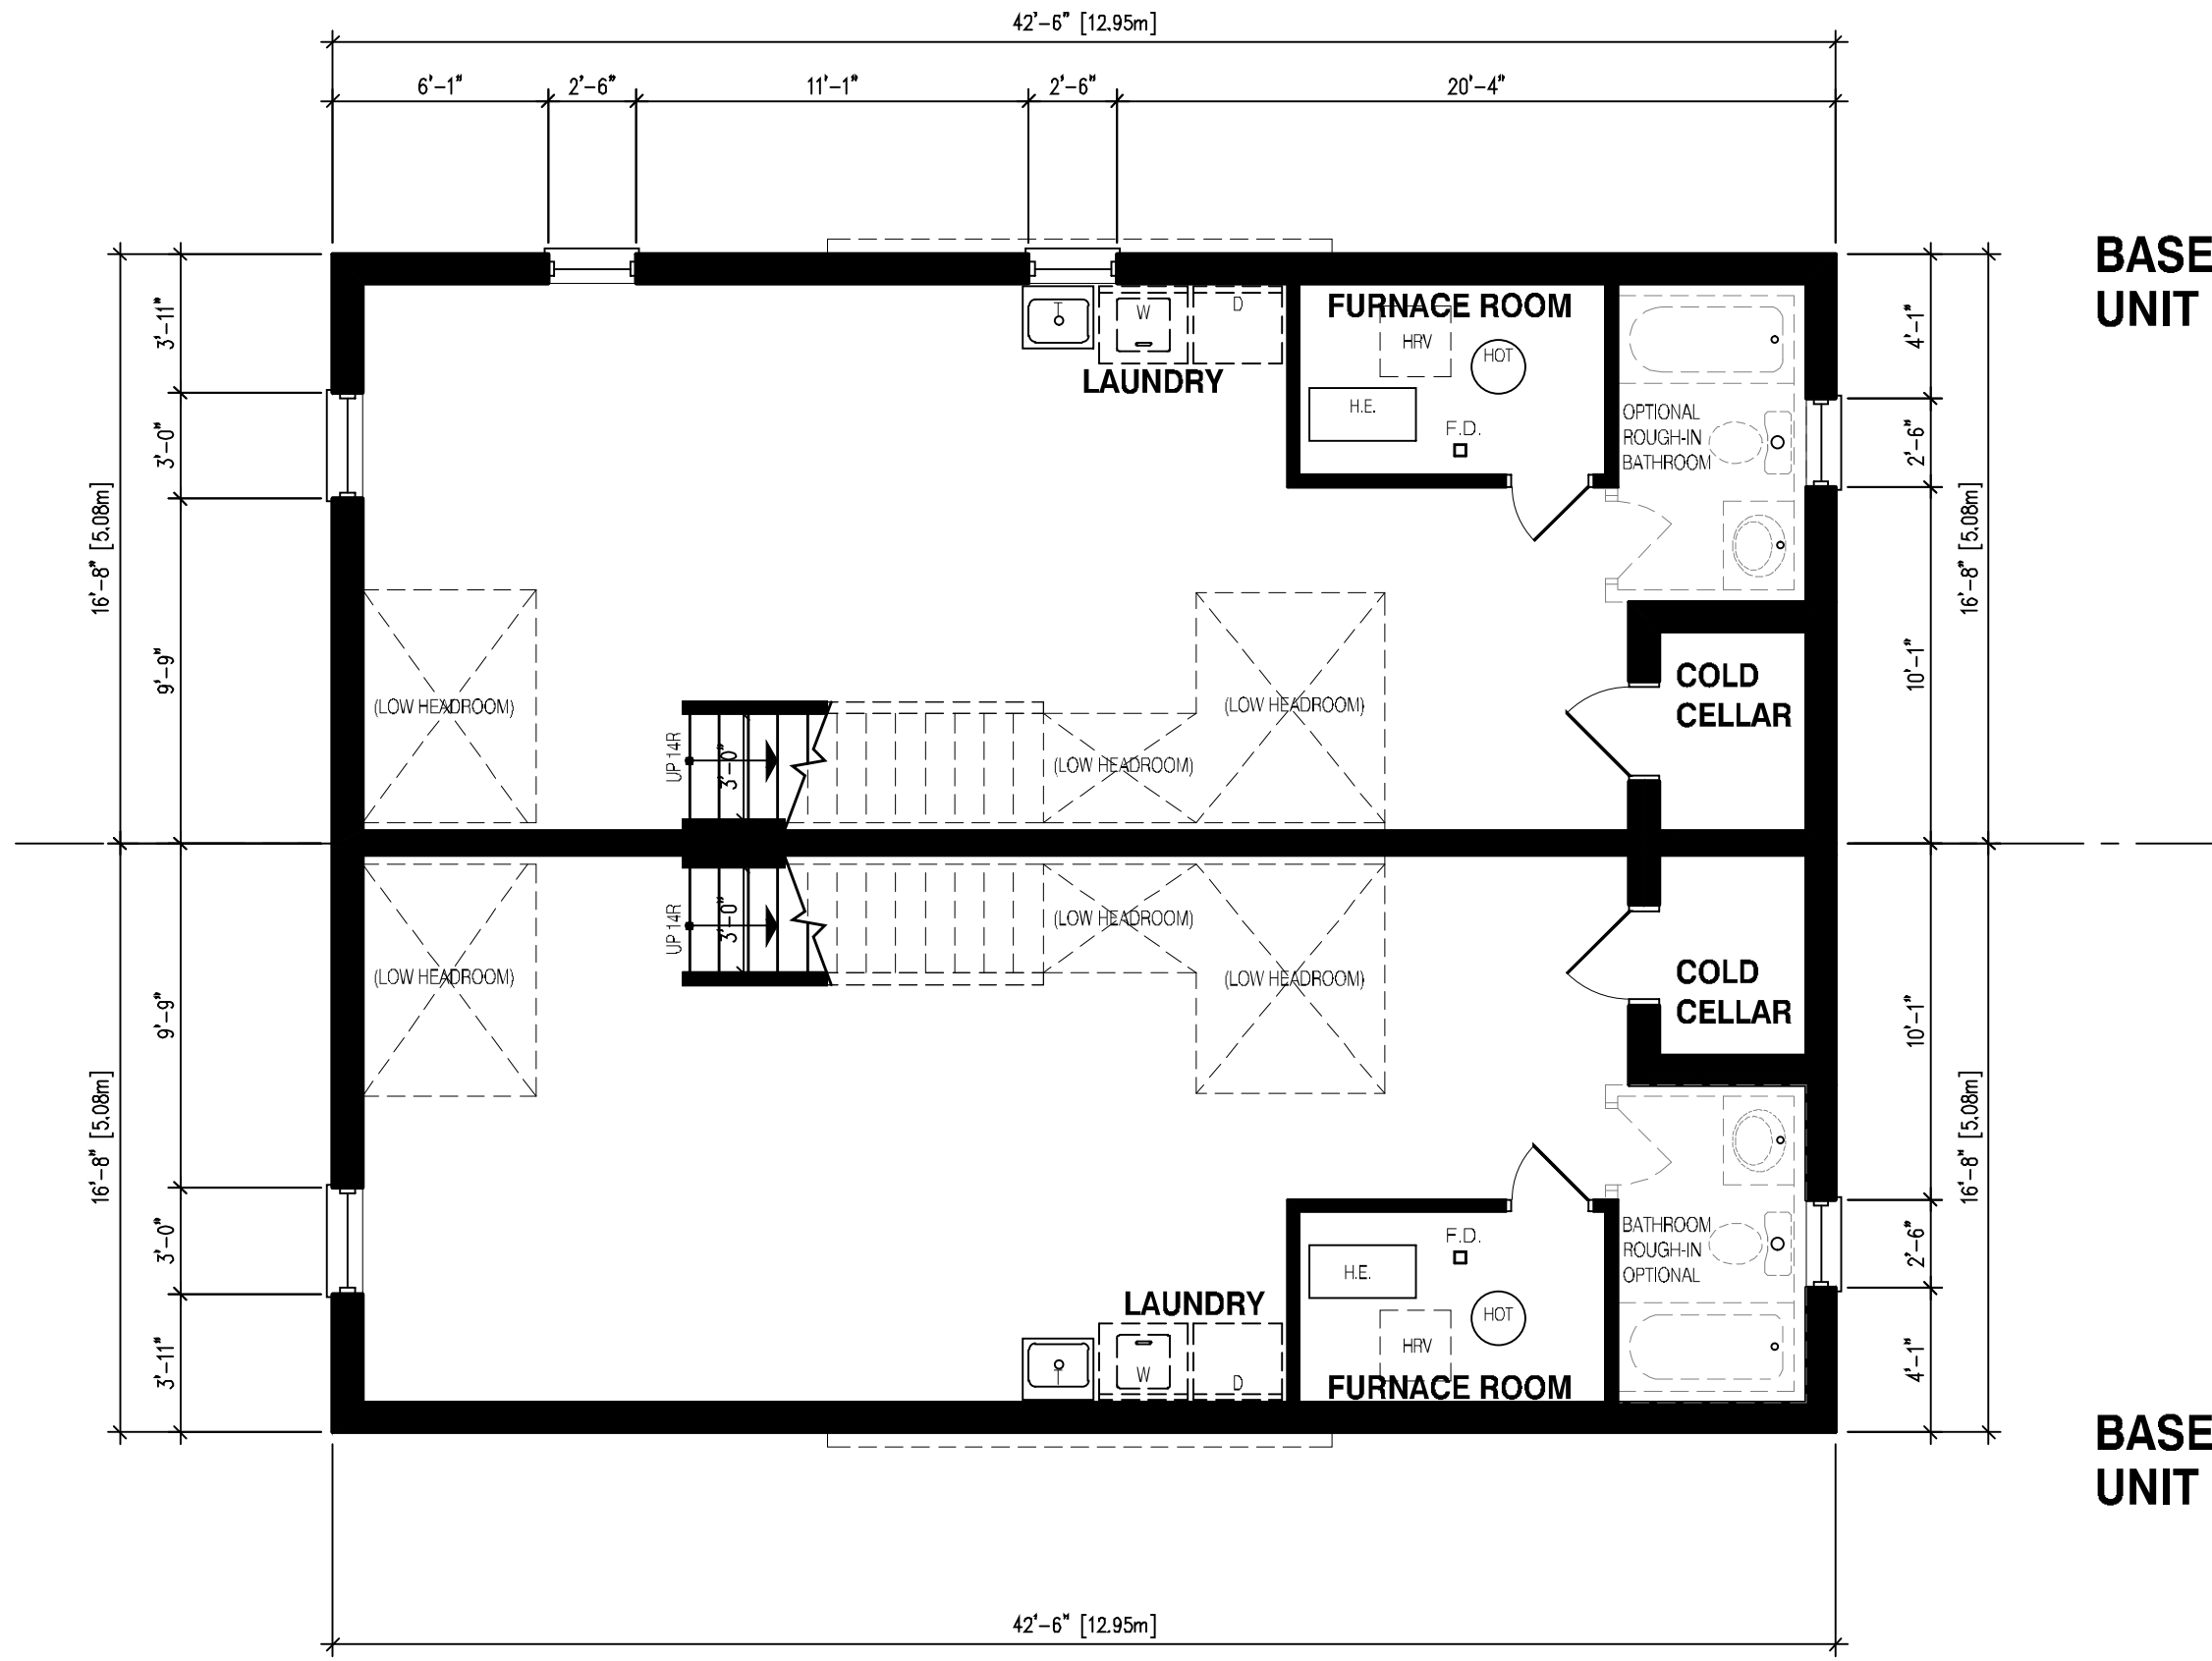 42'-6" [12.95m]
6'-1"
2'-6"
11'-1"
2'-6"
20'-4"
BASE
UNIT
3'-11"
3'-0"
9'-9"
16'-8" [5.08m]
4'-1"
2'-6"
10'-1"
16'-8" [5.08m]
T
W
D
LAUNDRY
FURNACE ROOM
HRV
HOT
H.E.
F.D.
OPTIONAL
ROUGH-IN
BATHROOM
COLD
CELLAR
(LOW HEADROOM)
UP 14R
3'-0"
(LOW HEADROOM)
(LOW HEADROOM)
(LOW HEADROOM)
UP 14R
3'-0"
(LOW HEADROOM)
(LOW HEADROOM)
COLD
CELLAR
9'-9"
3'-0"
3'-11"
16'-8" [5.08m]
10'-1"
2'-6"
4'-1"
16'-8" [5.08m]
BATHROOM
ROUGH-IN
OPTIONAL
F.D.
H.E.
HOT
HRV
FURNACE ROOM
LAUNDRY
T
W
D
BASE
UNIT
42'-6" [12.95m]